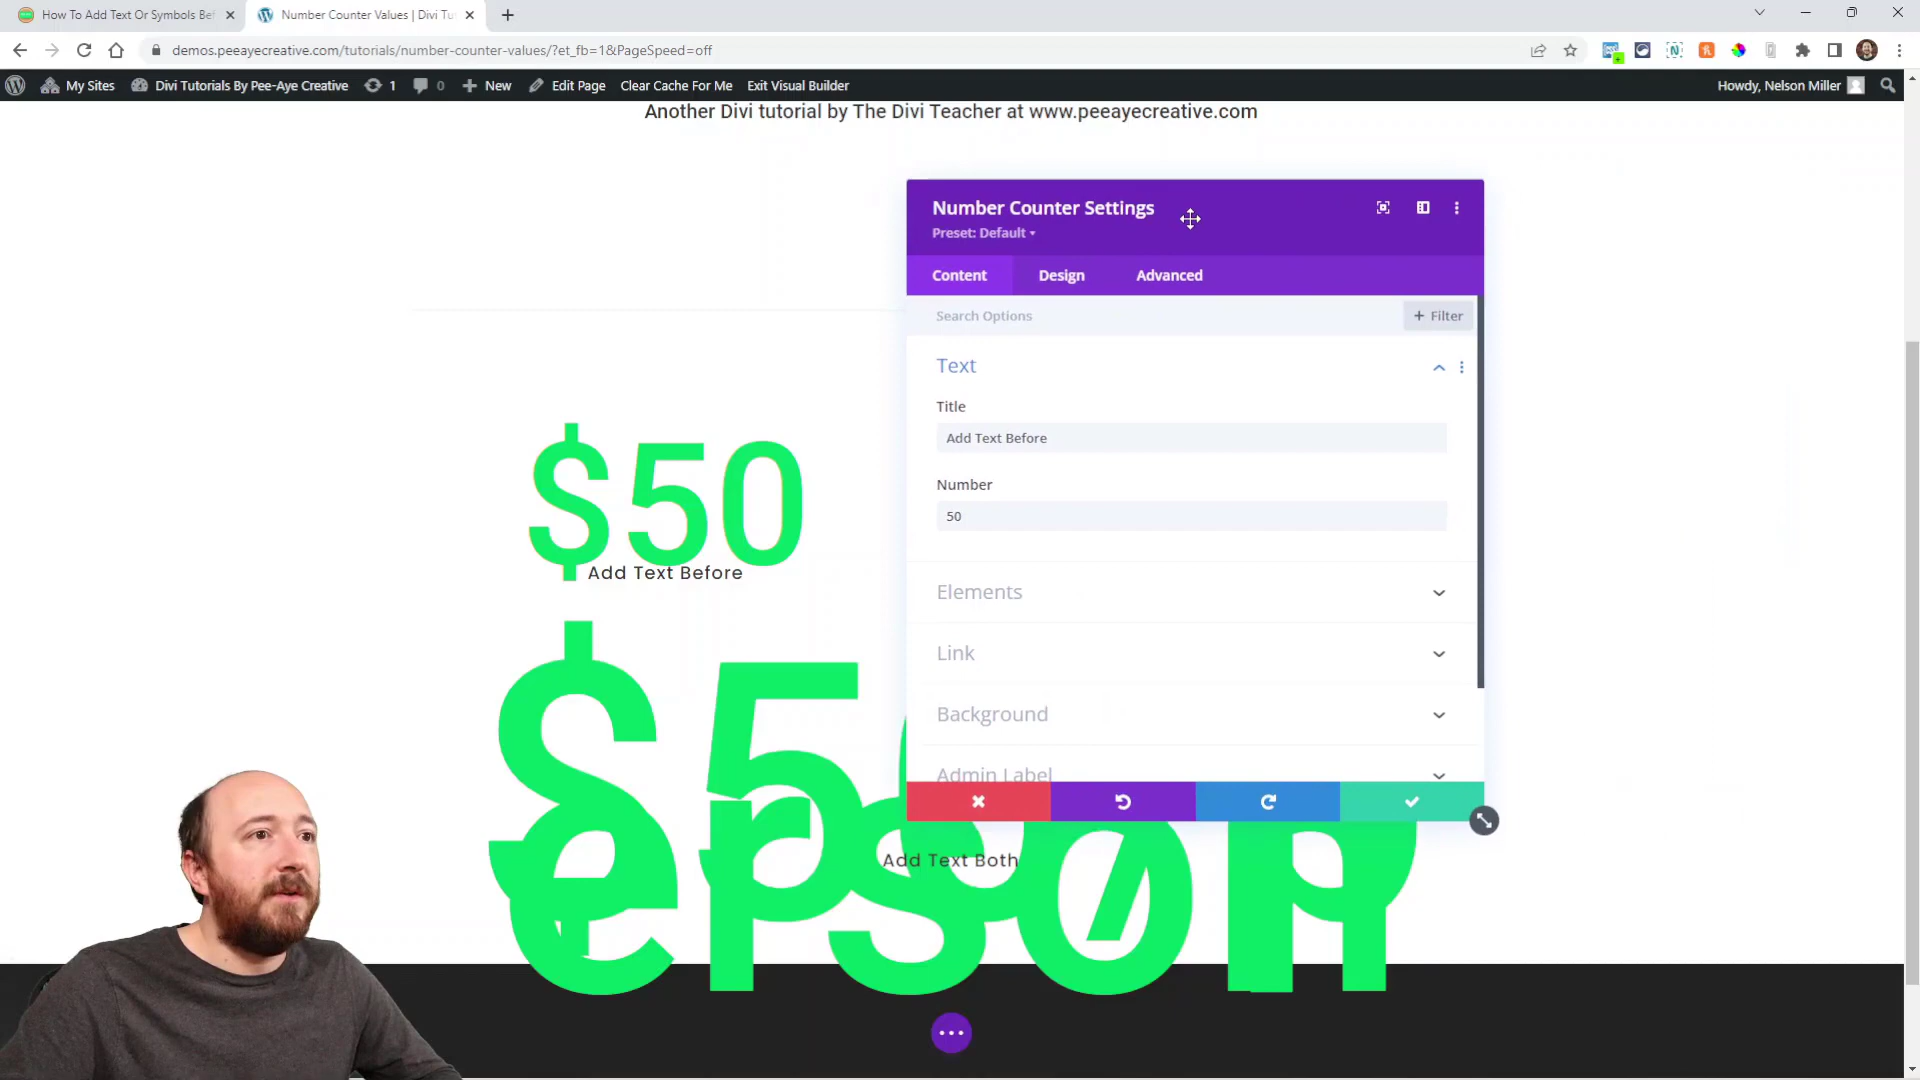 How To Add Text Or Symbols Bef
Number Counter Values | Divi Tu
demos.peeayecreative.com/tutorials/number-counter-values/?et_fb=1&PageSpeed=off
My Sites
Divi Tutorials By Pee-Aye Creative
1
0
New
Edit Page
Clear Cache For Me
Exit Visual Builder
Howdy, Nelson Miller
Another Divi tutorial by The Divi Teacher at www.peeayecreative.com
Number Counter Settings
Preset: Default
Content
Design
Advanced
Search Options
+ Filter
Text
Title
Add Text Before
Number
50
Elements
Link
Background
Admin Label
$50
Add Text Before
$5
erson
Add Text Both